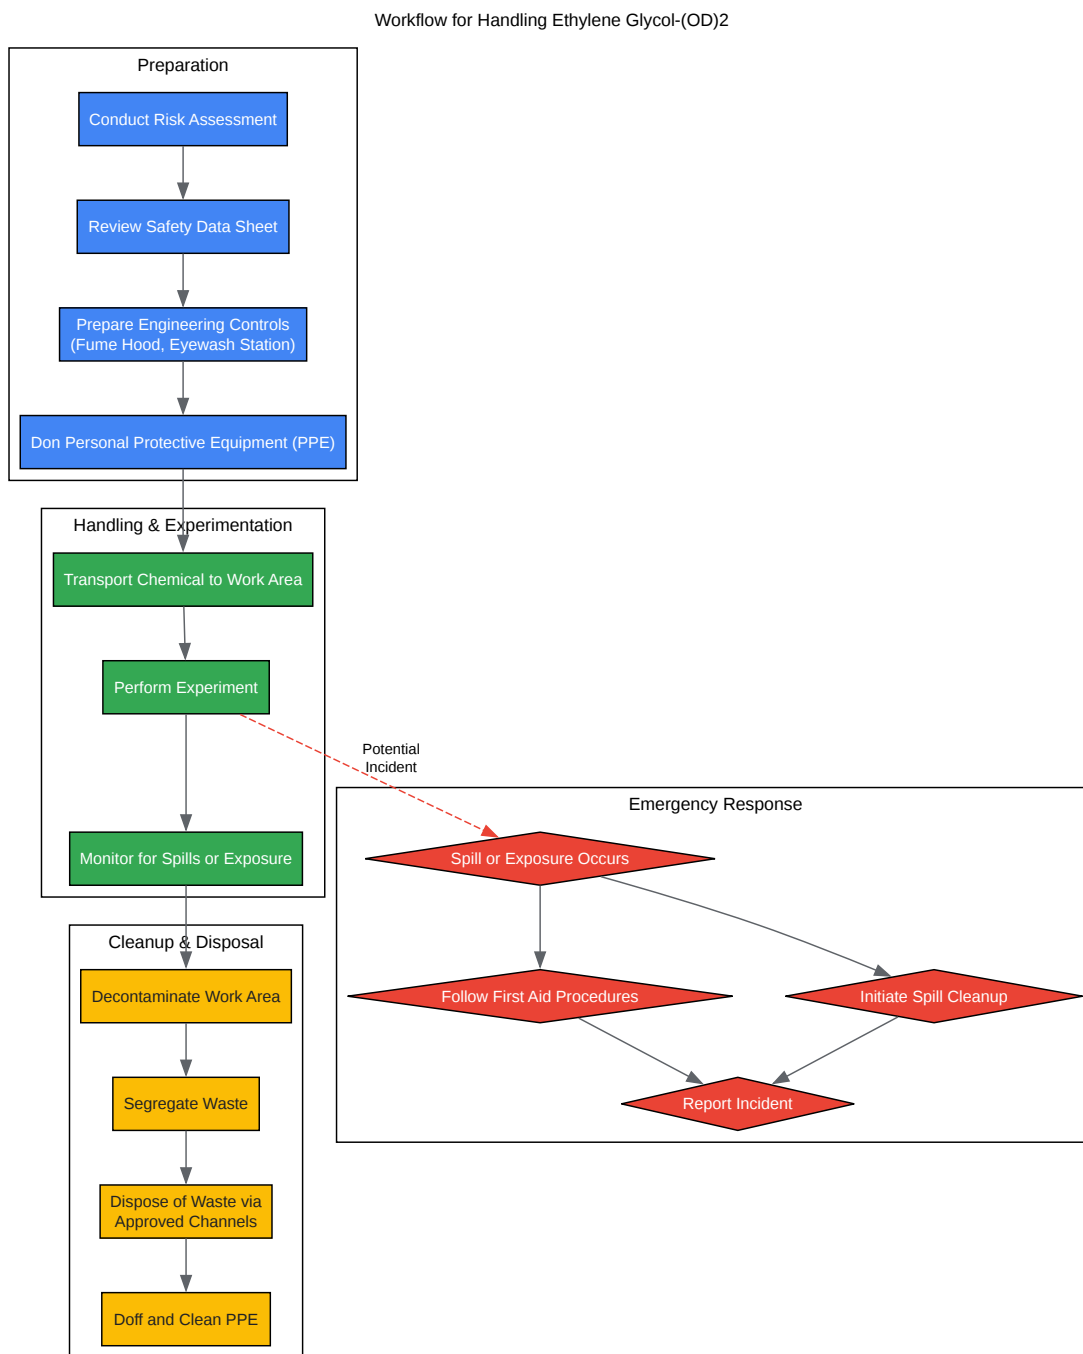 Workflow for Handling Ethylene Glycol-(OD)2
Preparation
Conduct Risk Assessment
Review Safety Data Sheet
Prepare Engineering Controls
(Fume Hood, Eyewash Station)
Don Personal Protective Equipment (PPE)
Handling & Experimentation
Transport Chemical to Work Area
Perform Experiment
Potential
Incident
Monitor for Spills or Exposure
Emergency Response
Spill or Exposure Occurs
Follow First Aid Procedures
Initiate Spill Cleanup
Report Incident
Cleanup & Disposal
Decontaminate Work Area
Segregate Waste
Dispose of Waste via
Approved Channels
Doff and Clean PPE